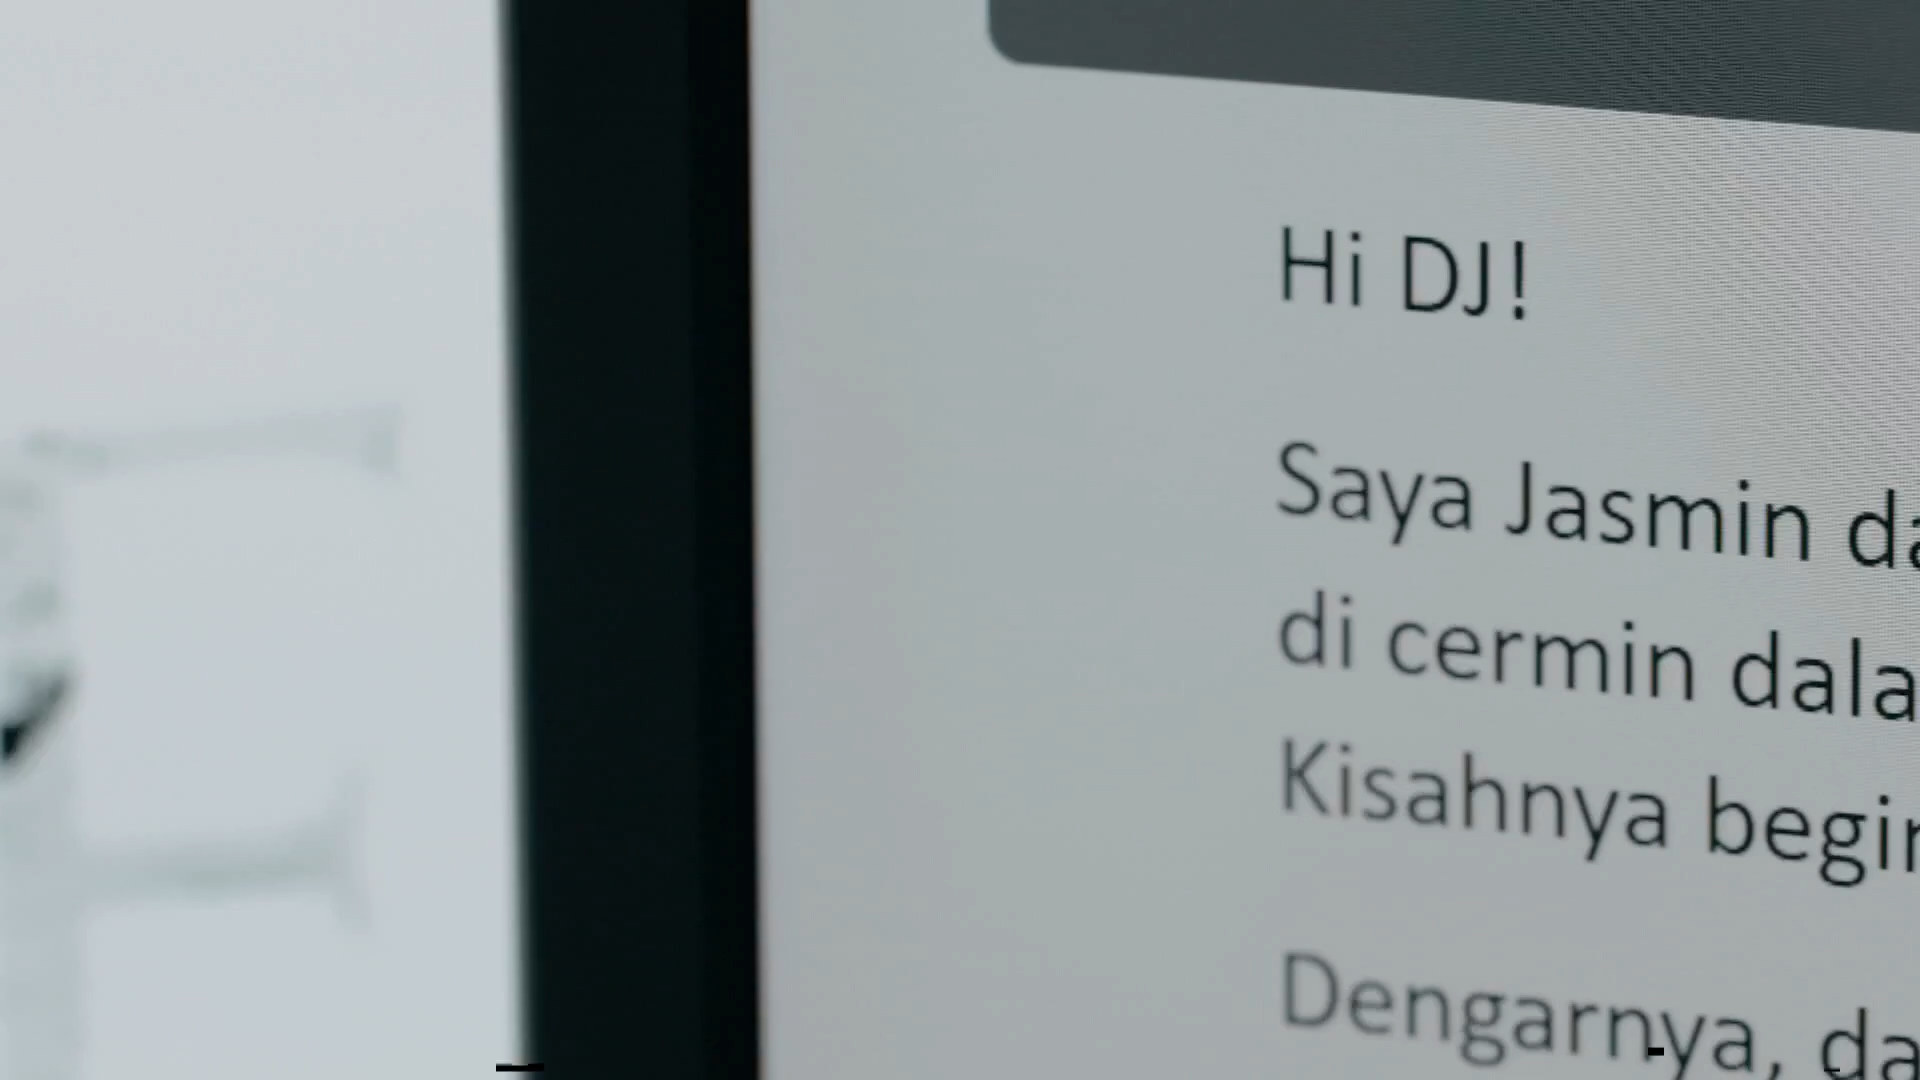 Hi DJ!
Saya Jasmin
di cermin
Kisahnya
Dengarnya,